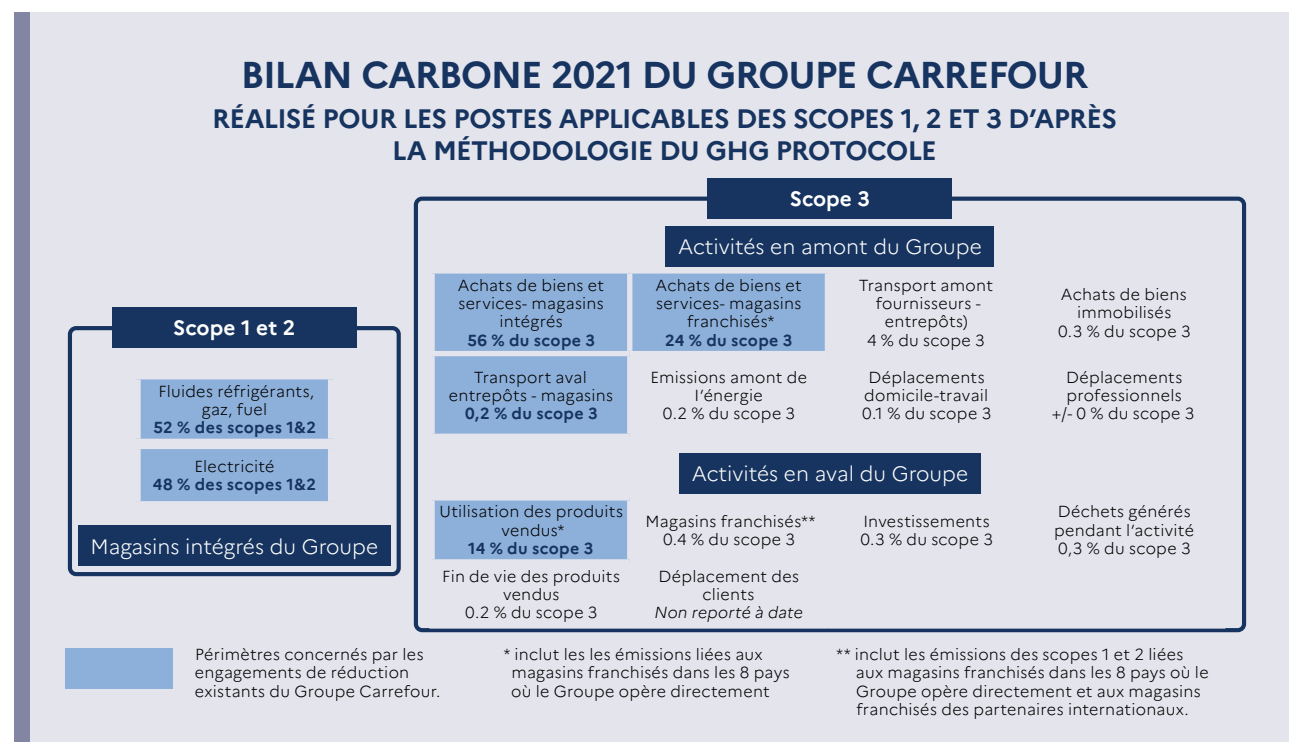 BILAN CARBONE 2021 DU GROUPE CARREFOUR
RÉALISÉ POUR LES POSTES APPLICABLES DES SCOPES 1, 2 ET 3 D’APRÈS
LA MÉTHODOLOGIE DU GHG PROTOCOLE
Scope 1 et 2
Fluides réfrigérants,
gaz, fuel
52 % des scopes 1&2
Electricité
48 % des scopes 1&2
Magasins intégrés du Groupe
Scope 3
Activités en amont du Groupe
Achats de biens et
services- magasins
intégrés
56 % du scope 3
Achats de biens et
services- magasins
franchisés*
24 % du scope 3
Transport amont
fournisseurs -
entrepôts)
4 % du scope 3
Achats de biens
immobilisés
0.3 % du scope 3
Transport aval
entrepôts - magasins
0,2 % du scope 3
Emissions amont de
l’énergie
0.2 % du scope 3
Déplacements
domicile-travail
0.1 % du scope 3
Déplacements
professionnels
+/- 0 % du scope 3
Activités en aval du Groupe
Utilisation des produits
vendus*
14 % du scope 3
Magasins franchisés**
0.4 % du scope 3
Investissements
0.3 % du scope 3
Déchets générés
pendant l’activité
0,3 % du scope 3
Fin de vie des produits
vendus
0.2 % du scope 3
Déplacement des
clients
Non reporté à date
Périmètres concernés par les
engagements de réduction
existants du Groupe Carrefour.
* inclut les les émissions liées aux
magasins franchisés dans les 8 pays
où le Groupe opère directement
** inclut les émissions des scopes 1 et 2 liées
aux magasins franchisés dans les 8 pays où le
Groupe opère directement et aux magasins
franchisés des partenaires internationaux.